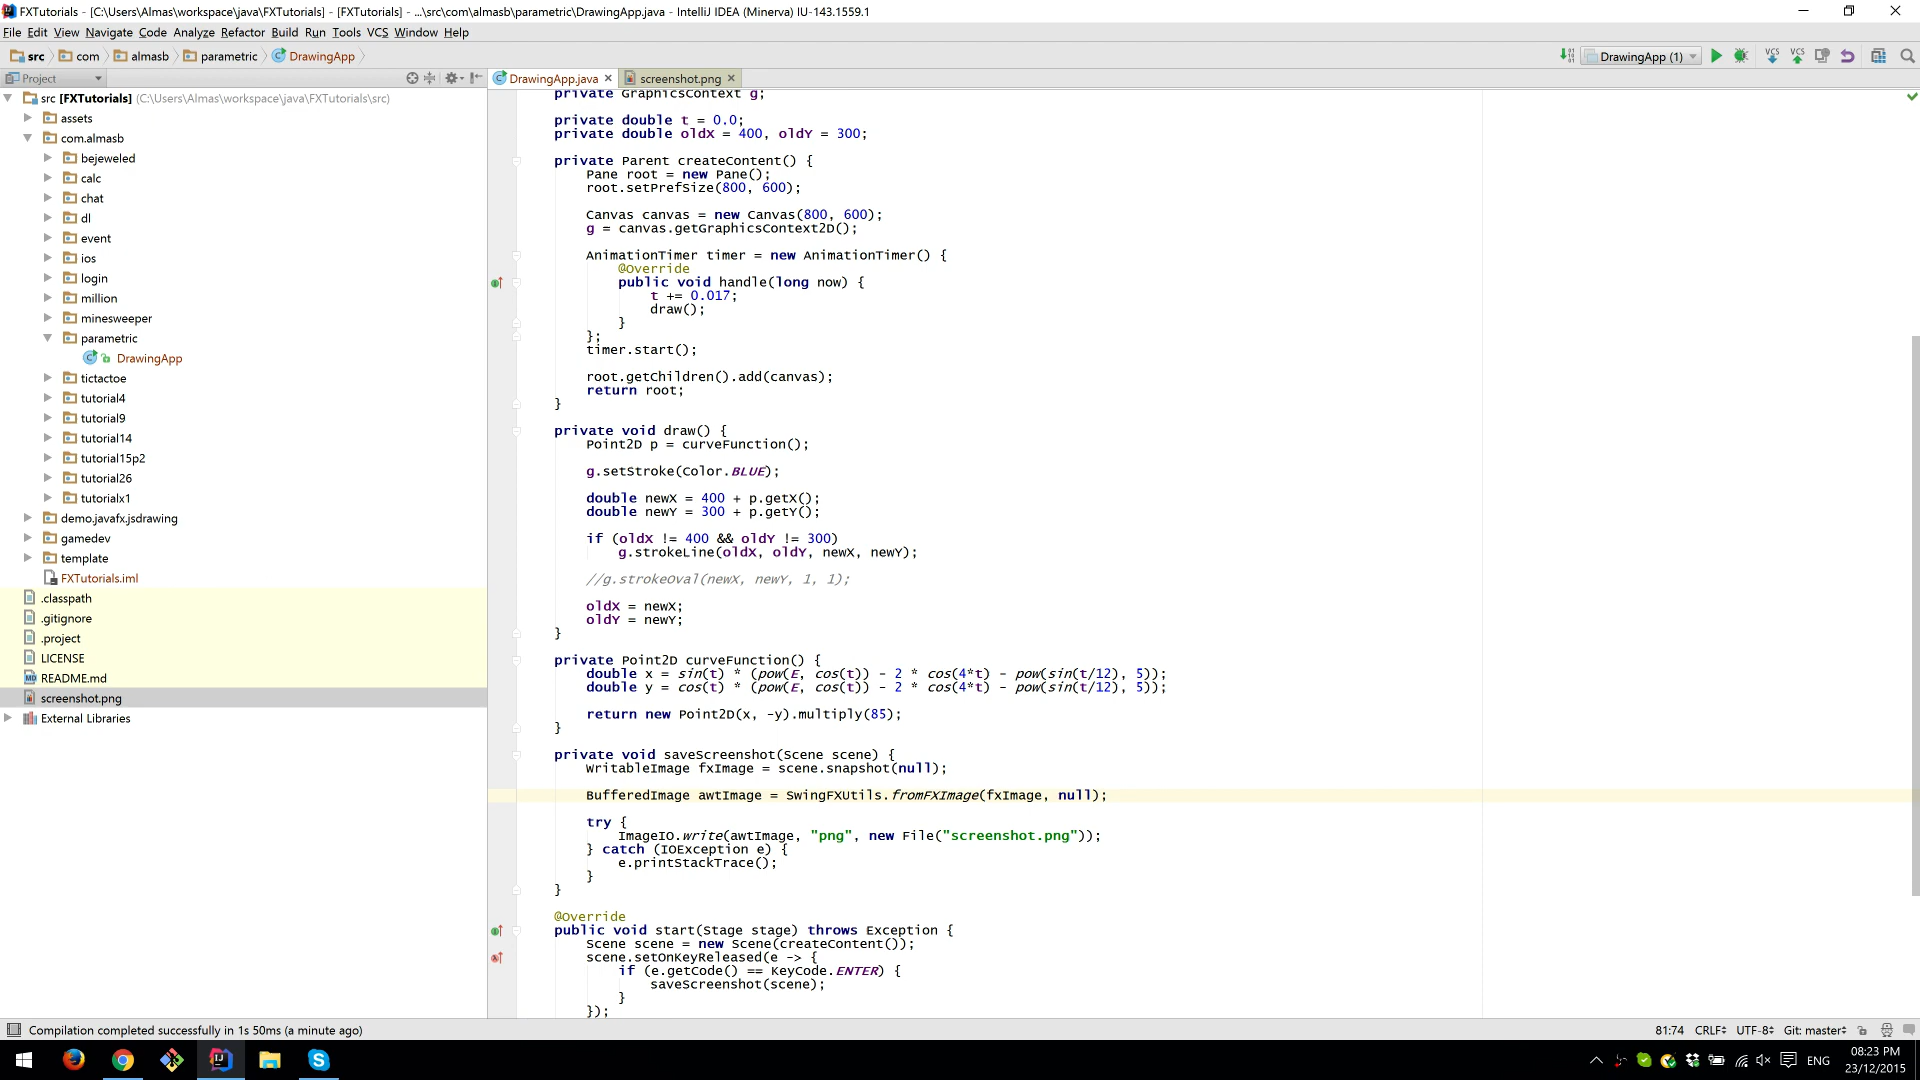 FXTutorials - [C:\Users\Almas\workspace\java\FXTutorials] - [FXTutorials] - ...\src\com\almasb\parametric\DrawingApp.java - IntelliJ IDEA (Minerva) IU-143.1559.1
File Edit View Navigate Code Analyze Refactor Build Run Tools VCS Window Help
src com almasb parametric DrawingApp
DrawingApp (1)
VCS VCS
Project
DrawingApp.java screenshot.png
src [FXTutorials] (C:\Users\Almas\workspace\java\FXTutorials\src)
assets
com.almasb
bejeweled
calc
chat
dl
event
ios
login
million
minesweeper
parametric
DrawingApp
tictactoe
tutorial4
tutorial9
tutorial14
tutorial15p2
tutorial26
tutorialx1
demo.javafx.jsdrawing
gamedev
template
FXTutorials.iml
.classpath
.gitignore
.project
LICENSE
README.md
screenshot.png
External Libraries
private GraphicsContext g;
private double t = 0.0;
private double oldX = 400, oldY = 300;
private Parent createContent() {
Pane root = new Pane();
root.setPrefSize(800, 600);
Canvas canvas = new Canvas(800, 600);
g = canvas.getGraphicsContext2D();
AnimationTimer timer = new AnimationTimer() {
@Override
public void handle(long now) {
t += 0.017;
draw();
}
};
timer.start();
root.getChildren().add(canvas);
return root;
}
private void draw() {
Point2D p = curveFunction();
g.setStroke(Color.BLUE);
double newX = 400 + p.getX();
double newY = 300 + p.getY();
if (oldX != 400 && oldY != 300)
g.strokeLine(oldX, oldY, newX, newY);
//g.strokeOval(newX, newY, 1, 1);
oldX = newX;
oldY = newY;
}
private Point2D curveFunction() {
double x = sin(t) * (pow(E, cos(t)) - 2 * cos(4*t) - pow(sin(t/12), 5));
double y = cos(t) * (pow(E, cos(t)) - 2 * cos(4*t) - pow(sin(t/12), 5));
return new Point2D(x, -y).multiply(85);
}
private void saveScreenshot(Scene scene) {
WritableImage fxImage = scene.snapshot(null);
BufferedImage awtImage = SwingFXUtils.fromFXImage(fxImage, null);
try {
ImageIO.write(awtImage, "png", new File("screenshot.png"));
} catch (IOException e) {
e.printStackTrace();
}
}
@Override
public void start(Stage stage) throws Exception {
Scene scene = new Scene(createContent());
scene.setOnKeyReleased(e -> {
if (e.getCode() == KeyCode.ENTER) {
saveScreenshot(scene);
}
});
Compilation completed successfully in 1s 50ms (a minute ago)
81:74 CRLF UTF-8 Git: master
ENG
08:23 PM
23/12/2015